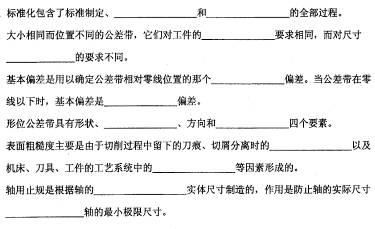 标准化包含了标准制定、______________和______________的全部过程。
大小相同而位置不同的公差带，它们对工件的____________要求相同，而对尺寸
____________的要求不同。
基本偏差是用以确定公差带相对零线位置的那个____________偏差。当公差带在零
线以下时，基本偏差是____________偏差。
形位公差带具有形状、____________、方向和____________四个要素。
表面粗糙度主要是由于切削过程中留下的刀痕、切屑分离时的______________以及
机床、刀具、工件的工艺系统中的______________等因素形成的。
轴用止规是根据轴的________________实体尺寸制造的，作用是防止轴的实际尺寸
______________轴的最小极限尺寸。